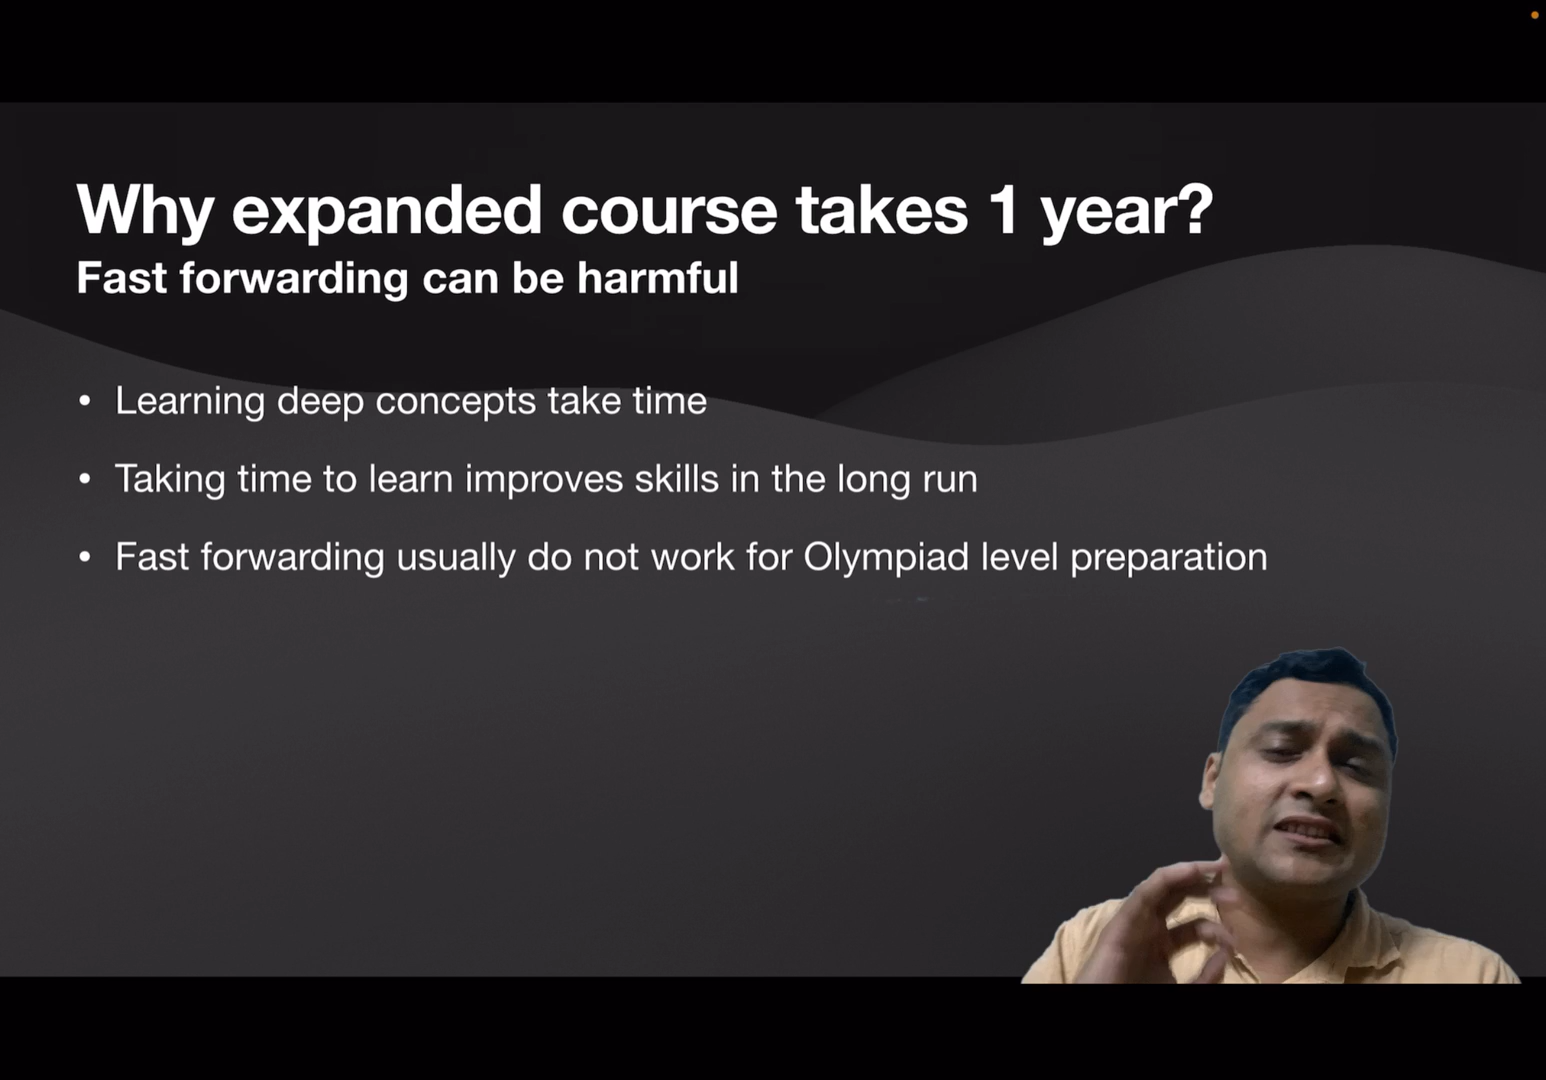 Why expanded course takes 1 year?
Fast forwarding can be harmful
• Learning deep concepts take time
• Taking time to learn improves skills in the long run
• Fast forwarding usually do not work for Olympiad level preparation